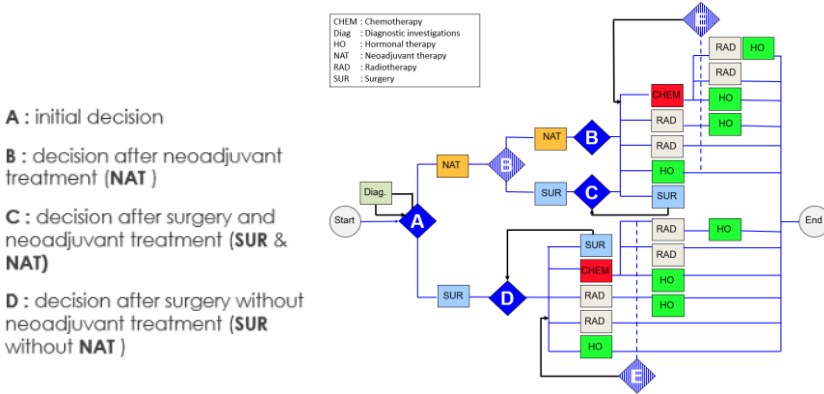 CHEM : Chemotherapy
Diag : Diagnostic investigations
HO : Hormonal therapy
NAT : Neoadjuvant therapy
RAD : Radiotherapy
SUR : Surgery
A : initial decision
B : decision after neoadjuvant
treatment (NAT )
C : decision after surgery and
neoadjuvant treatment (SUR &
NAT)
D : decision after surgery without
neoadjuvant treatment (SUR
without NAT )
Start
Diag.
A
NAT
SUR
B
NAT
B
SUR
C
CHEM
RAD
RAD
HO
SUR
RAD
HO
RAD
HO
HO
D
SUR
CHEM
RAD
RAD
HO
RAD
HO
RAD
HO
HO
E
End